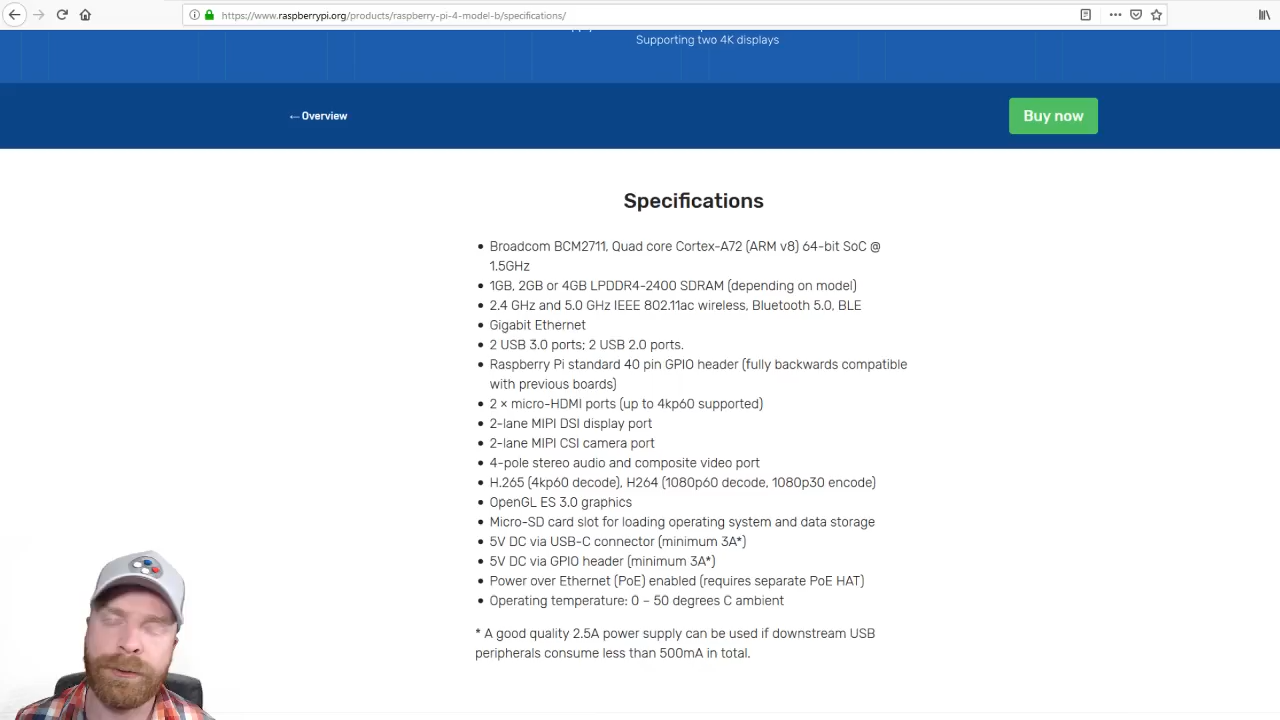 https://www.raspberrypi.org/products/raspberry-pi-4-model-b/specifications/
Supporting two 4K displays
←Overview
Buy now
Specifications
Broadcom BCM2711, Quad core Cortex-A72 (ARM v8) 64-bit SoC @
1.5GHz
1GB, 2GB or 4GB LPDDR4-2400 SDRAM (depending on model)
2.4 GHz and 5.0 GHz IEEE 802.11ac wireless, Bluetooth 5.0, BLE
Gigabit Ethernet
2 USB 3.0 ports; 2 USB 2.0 ports.
Raspberry Pi standard 40 pin GPIO header (fully backwards compatible
with previous boards)
2 × micro-HDMI ports (up to 4kp60 supported)
2-lane MIPI DSI display port
2-lane MIPI CSI camera port
4-pole stereo audio and composite video port
H.265 (4kp60 decode), H264 (1080p60 decode, 1080p30 encode)
OpenGL ES 3.0 graphics
Micro-SD card slot for loading operating system and data storage
5V DC via USB-C connector (minimum 3A*)
5V DC via GPIO header (minimum 3A*)
Power over Ethernet (PoE) enabled (requires separate PoE HAT)
Operating temperature: 0 – 50 degrees C ambient
* A good quality 2.5A power supply can be used if downstream USB
peripherals consume less than 500mA in total.